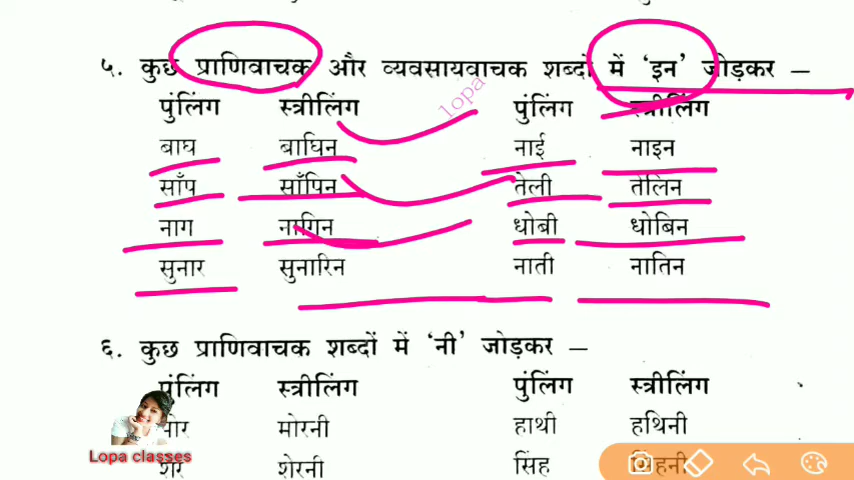 ५. कुछ प्राणिवाचक और व्यवसायवाचक शब्दों में 'इन' जोड़कर –
पुंलिंग स्त्रीलिंग पुंलिंग स्त्रीलिंग
lopa
बाघ बाघिन नाई नाइन
साँप साँपिन तेली तेलिन
नाग नागिन धोबी धोबिन
सुनार सुनारिन नाती नातिन
६. कुछ प्राणिवाचक शब्दों में 'नी' जोड़कर –
पुंलिंग स्त्रीलिंग पुंलिंग स्त्रीलिंग
मोरनी हाथी हथिनी
Lopa classes
शेरनी सिंह